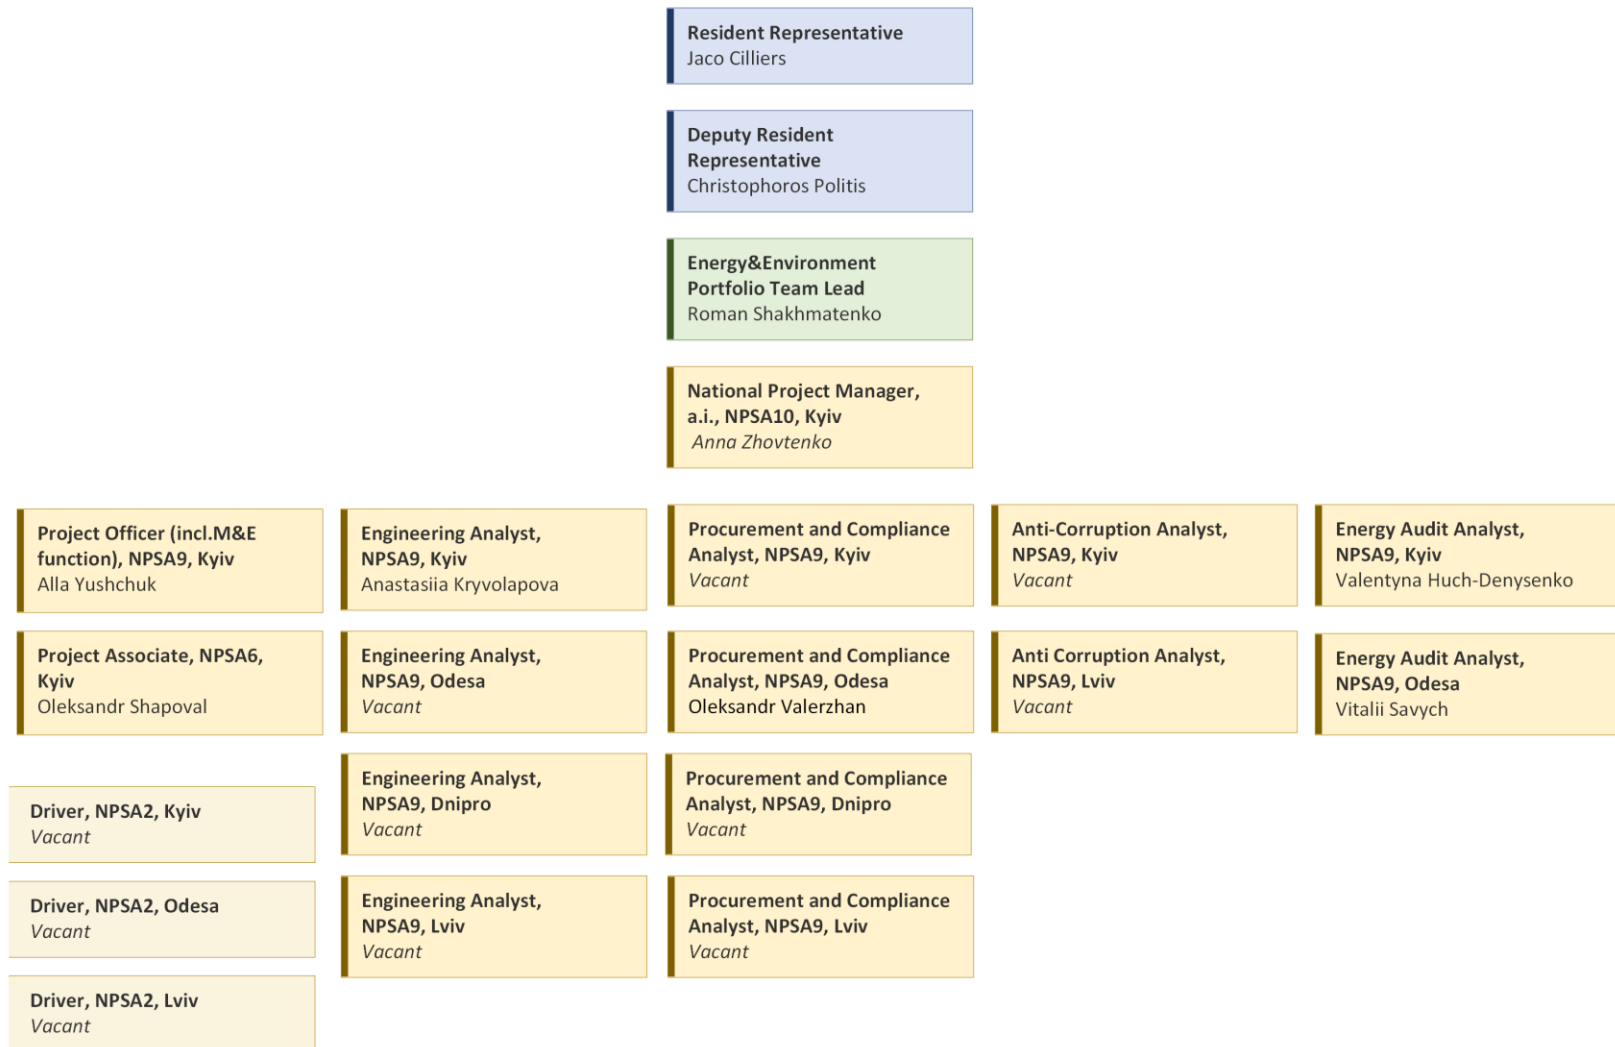 Resident Representative
Jaco Cilliers
Deputy Resident
Representative
Christophoros Politis
Energy&Environment
Portfolio Team Lead
Roman Shakhmatenko
National Project Manager,
a.i., NPSA10, Kyiv
Anna Zhovtenko
Project Officer (incl.M&E
function), NPSA9, Kyiv
Alla Yushchuk
Engineering Analyst,
NPSA9, Kyiv
Anastasiia Kryvolapova
Procurement and Compliance
Analyst, NPSA9, Kyiv
Vacant
Anti-Corruption Analyst,
NPSA9, Kyiv
Vacant
Energy Audit Analyst,
NPSA9, Kyiv
Valentyna Huch-Denysenko
Project Associate, NPSA6,
Kyiv
Oleksandr Shapoval
Engineering Analyst,
NPSA9, Odesa
Vacant
Procurement and Compliance
Analyst, NPSA9, Odesa
Oleksandr Valerzhan
Anti Corruption Analyst,
NPSA9, Lviv
Vacant
Energy Audit Analyst,
NPSA9, Odesa
Vitalii Savych
Driver, NPSA2, Kyiv
Vacant
Engineering Analyst,
NPSA9, Dnipro
Vacant
Procurement and Compliance
Analyst, NPSA9, Dnipro
Vacant
Driver, NPSA2, Odesa
Vacant
Engineering Analyst,
NPSA9, Lviv
Vacant
Procurement and Compliance
Analyst, NPSA9, Lviv
Vacant
Driver, NPSA2, Lviv
Vacant